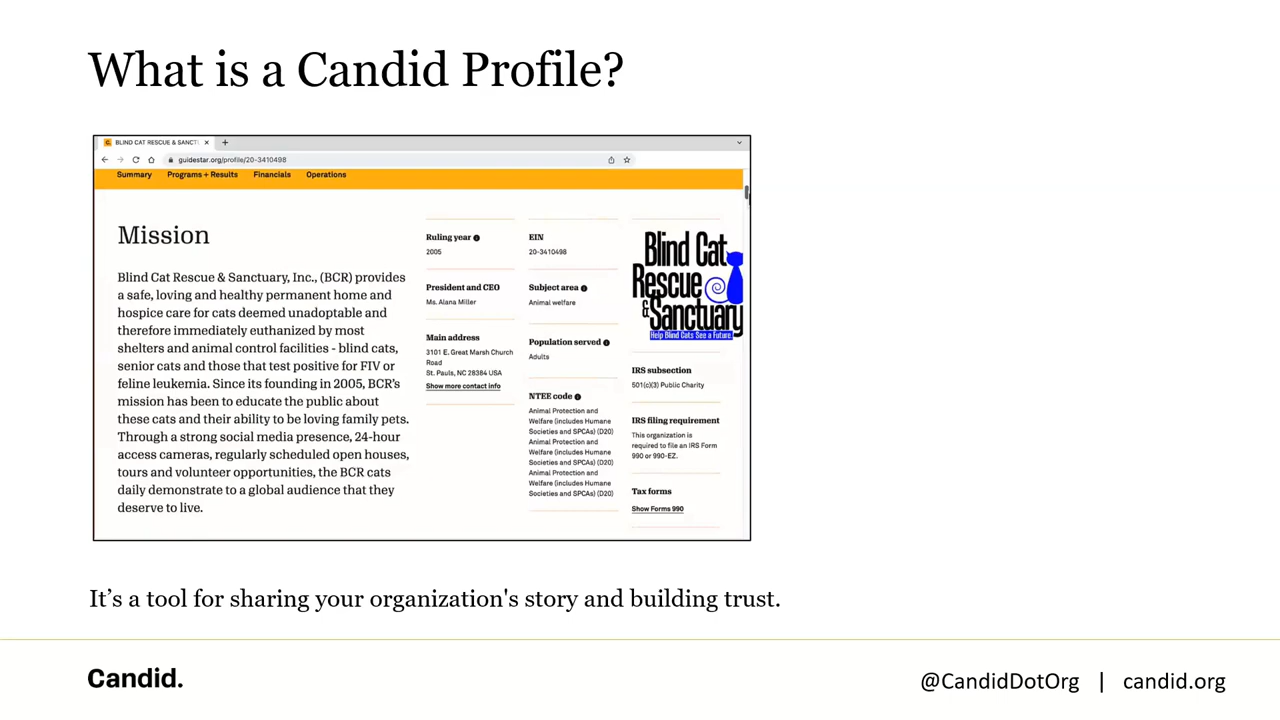 What is a Candid Profile?
BLIND CAT RESCUE & SANCTU
guidestar.org/profile/20-3410498
Summary Programs + Results Financials Operations
Mission
Blind Cat Rescue & Sanctuary, Inc., (BCR) provides
a safe, loving and healthy permanent home and
hospice care for cats deemed unadoptable and
therefore immediately euthanized by most
shelters and animal control facilities - blind cats,
senior cats and those that test positive for FIV or
feline leukemia. Since its founding in 2005, BCR's
mission has been to educate the public about
these cats and their ability to be loving family pets.
Through a strong social media presence, 24-hour
access cameras, regularly scheduled open houses,
tours and volunteer opportunities, the BCR cats
daily demonstrate to a global audience that they
deserve to live.
Ruling year
2005
President and CEO
Ms. Alana Miller
Main address
3101 E. Great Marsh Church
Road
St. Pauls, NC 28384 USA
Show more contact info
EIN
20-3410498
Subject area
Animal welfare
Population served
Adults
NTEE code
Animal Protection and
Welfare (includes Humane
Societies and SPCAs) (D20)
Animal Protection and
Welfare (includes Humane
Societies and SPCAs) (D20)
Animal Protection and
Welfare (includes Humane
Societies and SPCAs) (D20)
Blind Cat
Rescue
& Sanctuary
Help Blind Cats See a Future.
IRS subsection
501(c)(3) Public Charity
IRS filing requirement
This organization is
required to file an IRS Form
990 or 990-EZ.
Tax forms
Show Forms 990
It’s a tool for sharing your organization's story and building trust.
Candid.
@CandidDotOrg | candid.org